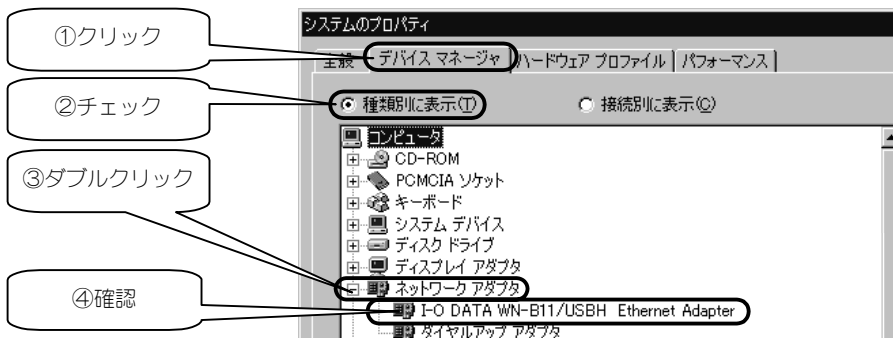 システムのプロパティ
①クリック
全般 デバイス マネージャ ハードウェア プロファイル パフォーマンス
②チェック
種類別に表示(T) 接続別に表示(C)
コンピュータ
CD-ROM
③ダブルクリック
PCMCIA ソケット
キーボード
システム デバイス
ディスク ドライブ
ディスプレイ アダプタ
ネットワーク アダプタ
④確認
I-O DATA WN-B11/USBH Ethernet Adapter
ダイヤルアップ アダプタ